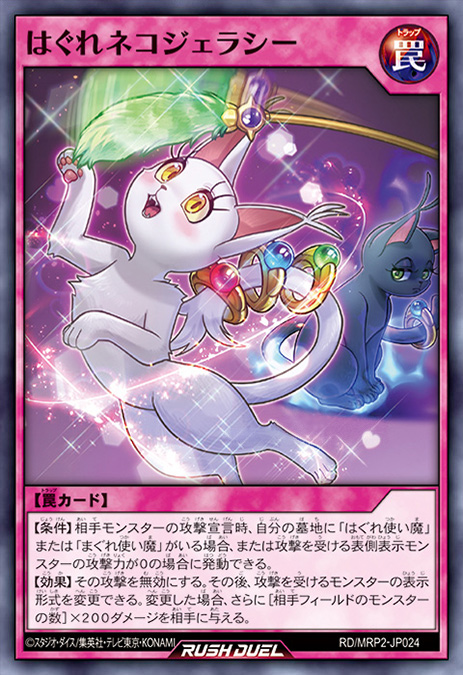 はぐれネコジェラシー
トラップ
罠
トラップ
【罠カード】
【条件】相手モンスターの攻撃宣言時、自分の墓地に「はぐれ使い魔」
または「まぐれ使い魔」がいる場合、または攻撃を受ける表側表示モン
スターの攻撃力が0の場合に発動できる。
【効果】その攻撃を無効にする。その後、攻撃を受けるモンスターの表示
形式を変更できる。変更した場合、さらに[相手フィールドのモンスター
の数]×200ダメージを相手に与える。
©スタジオ・ダイス/集英社・テレビ東京・KONAMI
RUSH DUEL
RD/MRP2-JP024